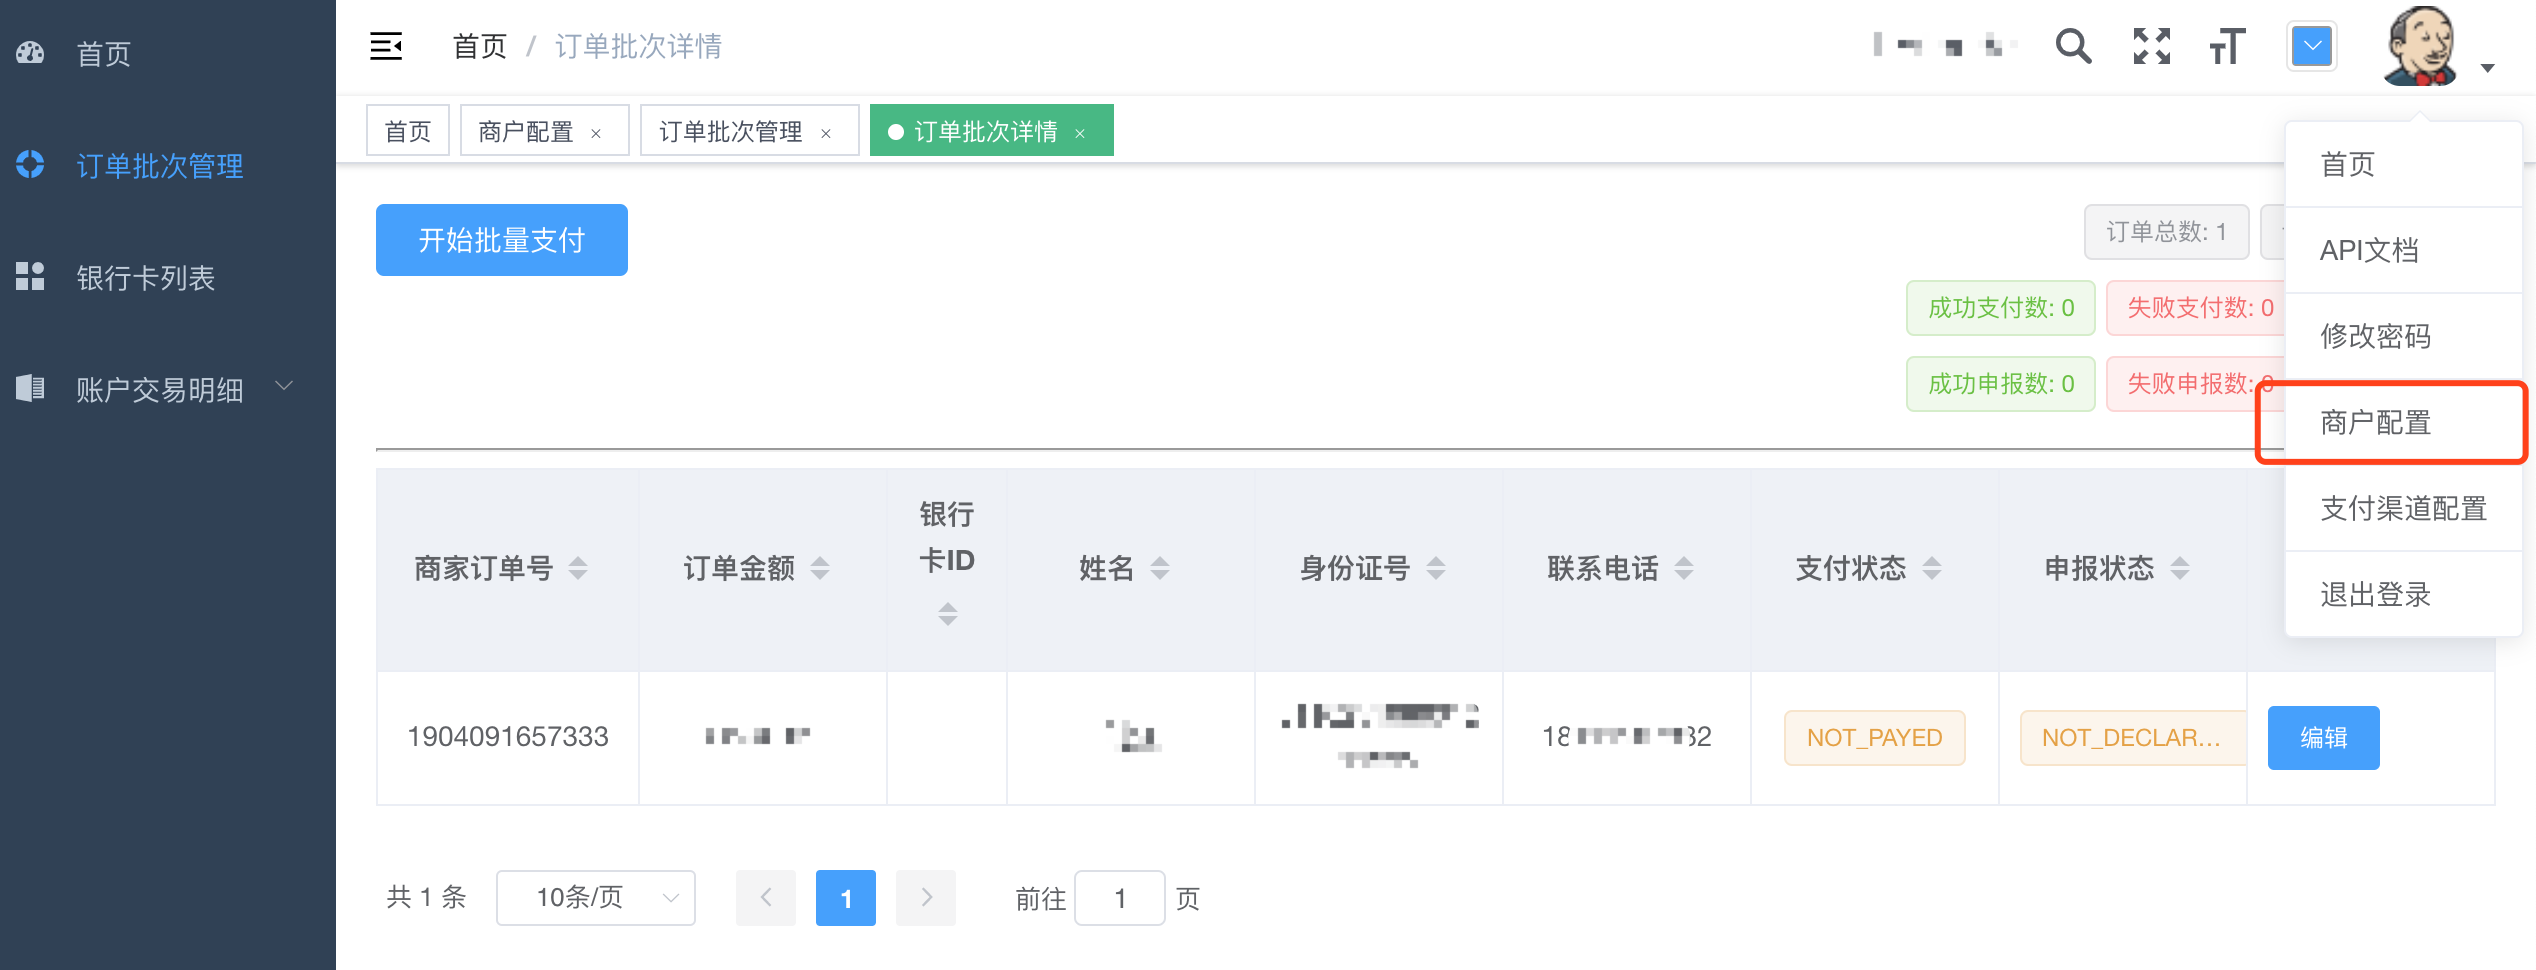 首页
订单批次管理
银行卡列表
账户交易明细
首页 / 订单批次详情
首页
商户配置 ×
订单批次管理 ×
订单批次详情 ×
首页
API文档
修改密码
商户配置
支付渠道配置
退出登录
开始批量支付
订单总数: 1
成功支付数: 0
失败支付数: 0
成功申报数: 0
失败申报数: 0
商家订单号
订单金额
银行
卡ID
姓名
身份证号
联系电话
支付状态
申报状态
1904091657333
NOT_PAYED
NOT_DECLAR...
编辑
共 1 条
10条/页
1
前往 1 页